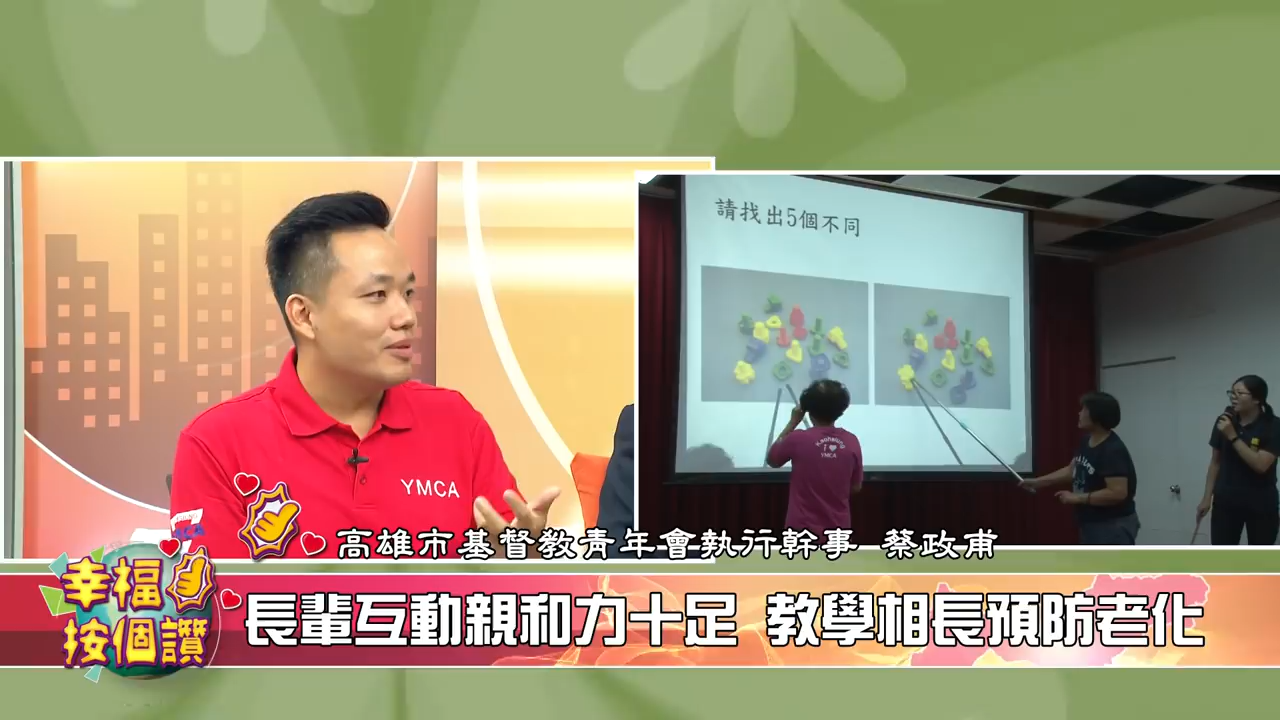 請找出5個不同
Kaohsiung
I
YMCA
YMCA
高雄市基督教青年會執行幹事 蔡政甫
幸福
按個讚
長輩互動親和力十足 教學相長預防老化